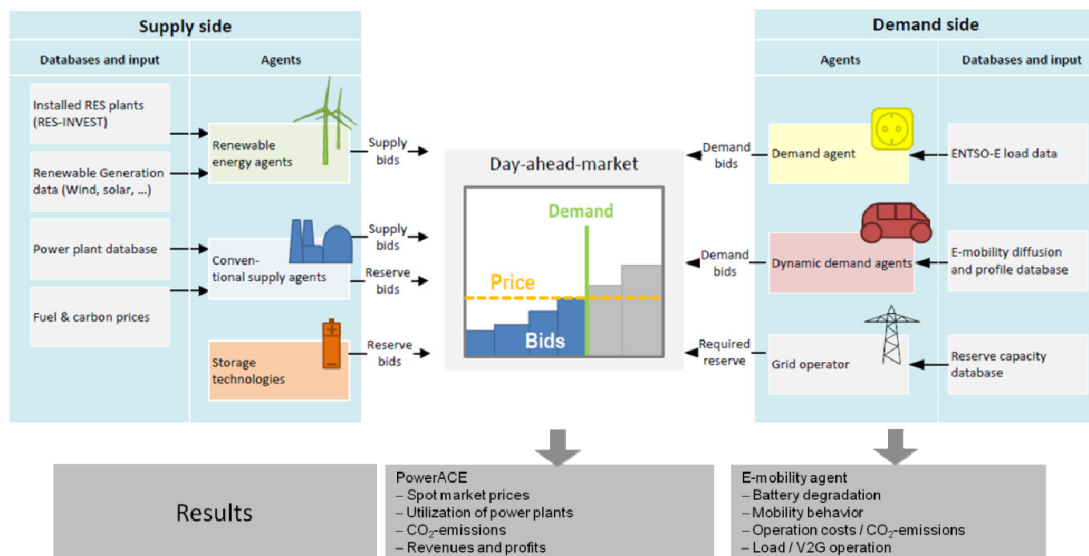 Supply side
Databases and input
Agents
Installed RES plants
(RES-INVEST)
Renewable Generation
data (Wind, solar, ...)
Power plant database
Fuel & carbon prices
Renewable
energy agents
Conven-
tional supply agents
Storage
technologies
Supply
bids
Supply
bids
Reserve
bids
Reserve
bids
Day-ahead-market
Demand
Price
Bids
Demand
bids
Demand
bids
Required
reserve
Demand side
Agents
Databases and input
Demand agent
Dynamic demand agents
Grid operator
ENTSO-E load data
E-mobility diffusion
and profile database
Reserve capacity
database
Results
PowerACE
– Spot market prices
– Utilization of power plants
– CO₂-emissions
– Revenues and profits
E-mobility agent
– Battery degradation
– Mobility behavior
– Operation costs / CO₂-emissions
– Load / V2G operation